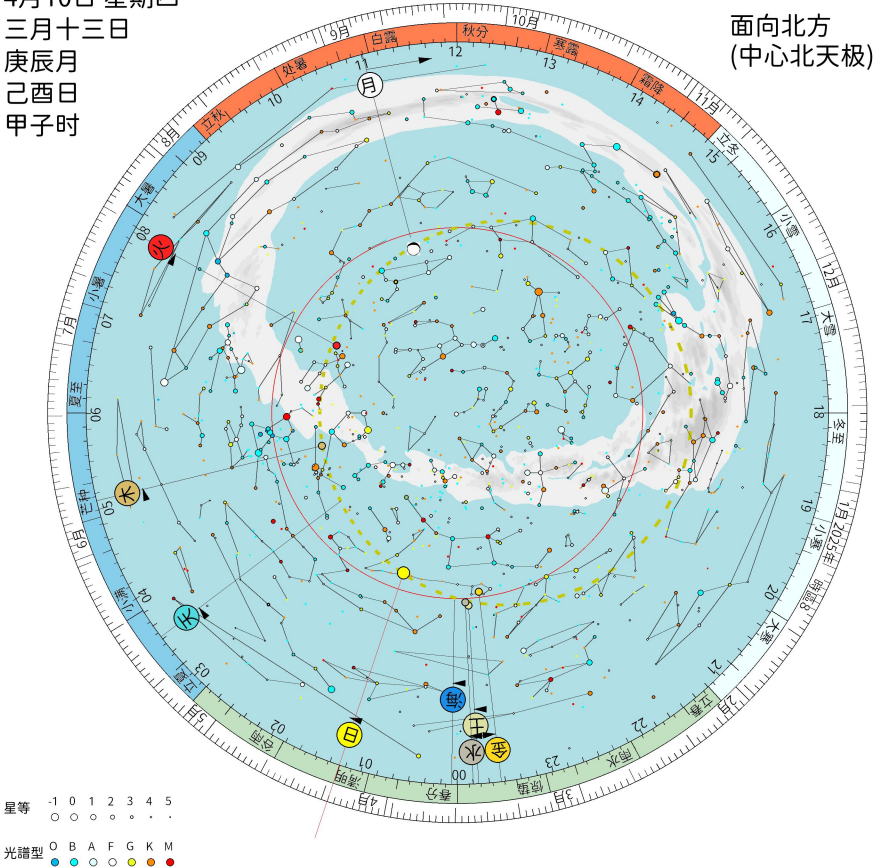 4月10日 星期四
三月十三日
庚辰月
己酉日
甲子时
面向北方
(中心北天极)
10月
9月
秋分
白露
寒露
12
11
13
处暑
霜降
10
14
11月
立秋
8月
09
15
立冬
大暑
08
16
小雪
12月
小暑
07
17
大雪
7月
夏至
06
18
冬至
芒种
05
19
小寒
1月 2025年 時區8
6月
小满
04
20
大寒
立夏
03
21
立春
2月
5月
谷雨
02
22
雨水
清明
01
00
23
惊蛰
春分
4月
3月
月
火
木
天
日
海
土
水
金
星等
-1 0 1 2 3 4 5
光譜型 O B A F G K M